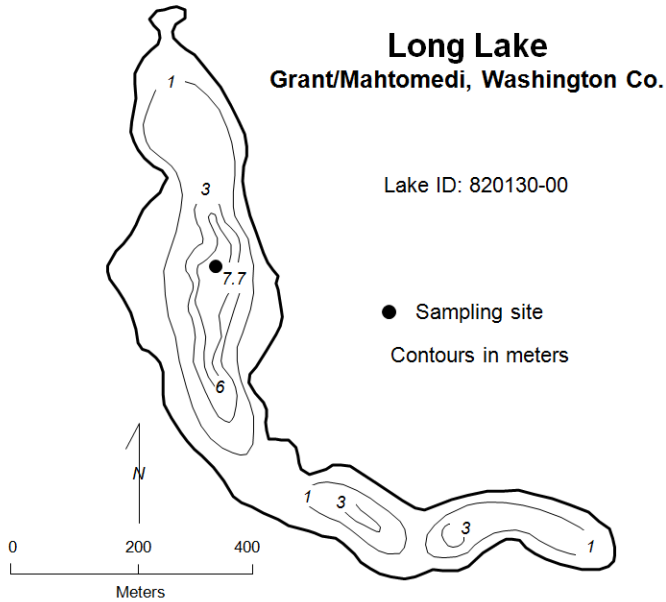 Long Lake
Grant/Mahtomedi, Washington Co.
1
Lake ID: 820130-00
3
7.7
Sampling site
Contours in meters
6
N
1
3
3
1
0 200 400
Meters